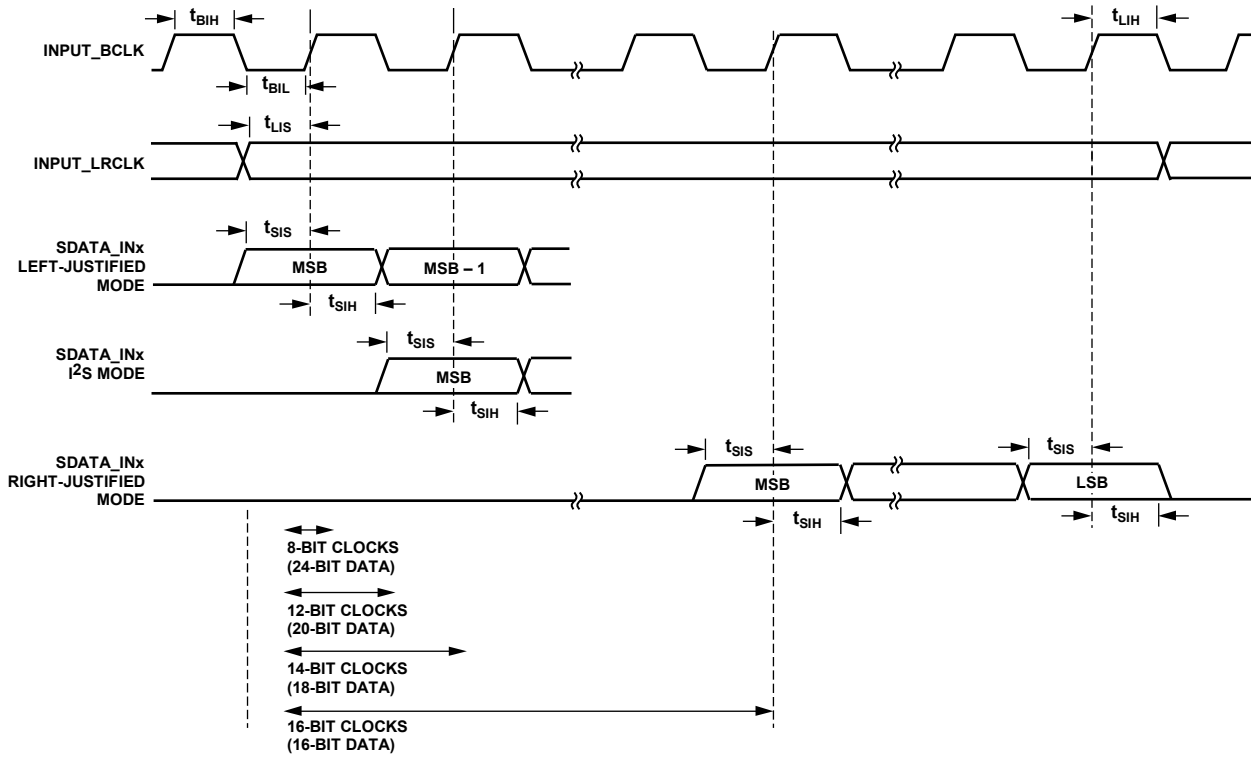 tBIH
tLIH
INPUT_BCLK
tBIL
tLIS
INPUT_LRCLK
tSIS
SDATA_INx
LEFT-JUSTIFIED
MODE
MSB
MSB – 1
tSIH
tSIS
SDATA_INx
I2S MODE
MSB
tSIH
SDATA_INx
RIGHT-JUSTIFIED
MODE
tSIS
tSIS
MSB
LSB
tSIH
tSIH
8-BIT CLOCKS
(24-BIT DATA)
12-BIT CLOCKS
(20-BIT DATA)
14-BIT CLOCKS
(18-BIT DATA)
16-BIT CLOCKS
(16-BIT DATA)